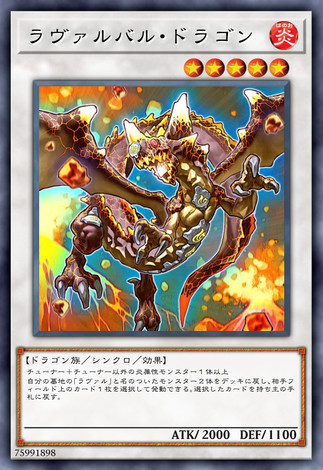 ラヴァルバル・ドラゴン
炎
【ドラゴン族／シンクロ／効果】
チューナー＋チューナー以外の炎属性モンスター１体以上
自分の墓地の「ラヴァル」と名のついたモンスター２体をデッキに戻し、相手フ
ィールド上のカード１枚を選択して発動できる。選択したカードを持ち主の手
札に戻す。
ATK/ 2000 DEF/1100
75991898